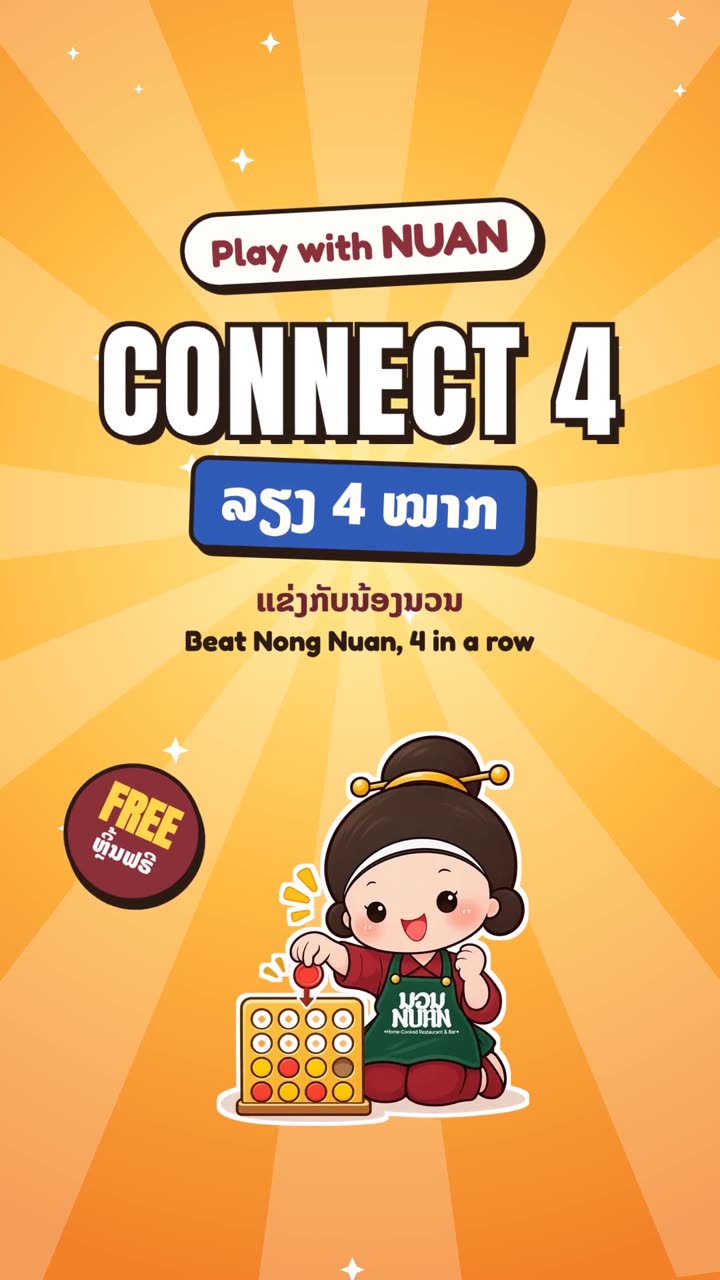 Play with NUAN
CONNECT 4
ລຽງ 4 ໝາກ
ແຂ່ງກັບນ້ອງນວນ
Beat Nong Nuan, 4 in a row
FREE
ຫຼິ້ນຟຣີ
ນວນ
NUAN
Home-Cooked Restaurant & Bar